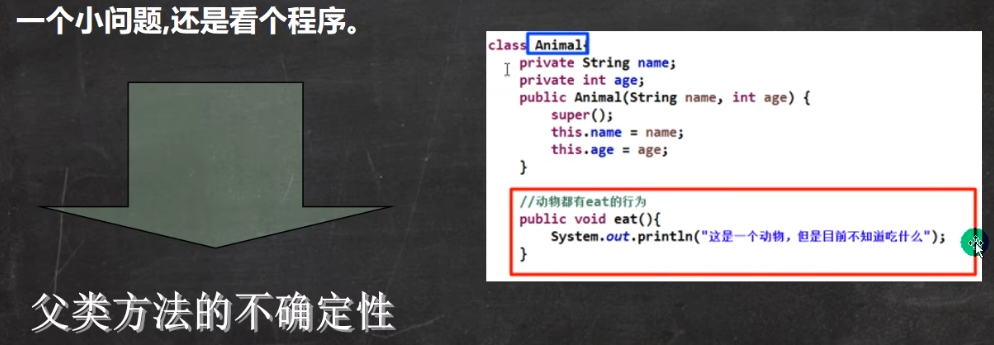 一个小问题,还是看个程序。
class Animal{
private String name;
private int age;
public Animal(String name, int age) {
super();
this.name = name;
this.age = age;
}
//动物都有eat的行为
public void eat(){
System.out.println("这是一个动物，但是目前不知道吃什么");
}
父类方法的不确定性